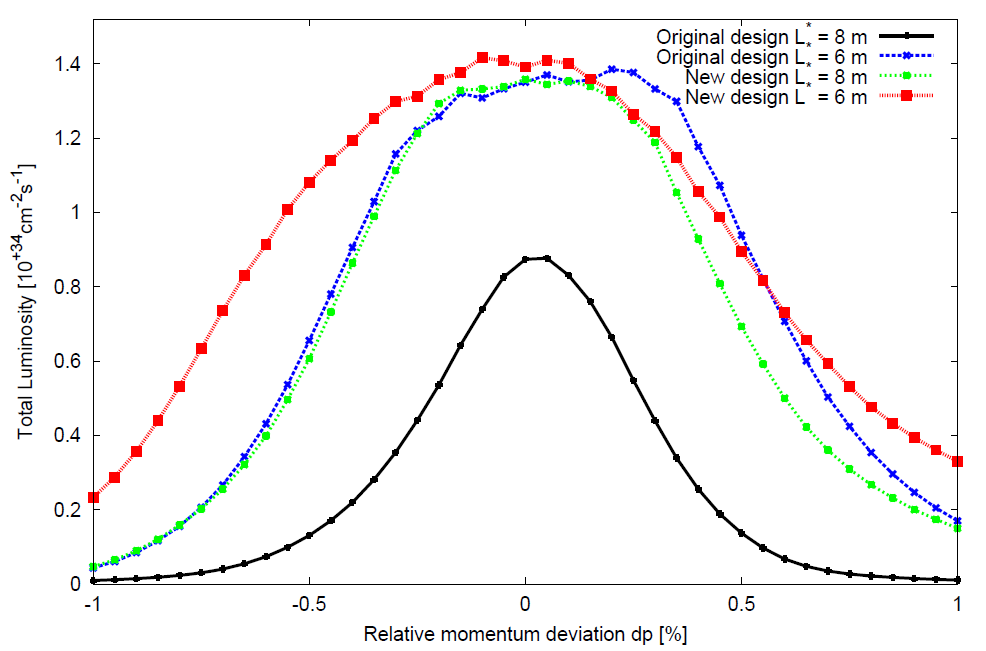 Original design L* = 8 m
Original design L* = 6 m
New design L* = 8 m
New design L* = 6 m
1.4
1.2
1
0.8
0.6
0.4
0.2
0
Total Luminosity [10+34cm-2s-1]
-1 -0.5 0 0.5 1
Relative momentum deviation dp [%]